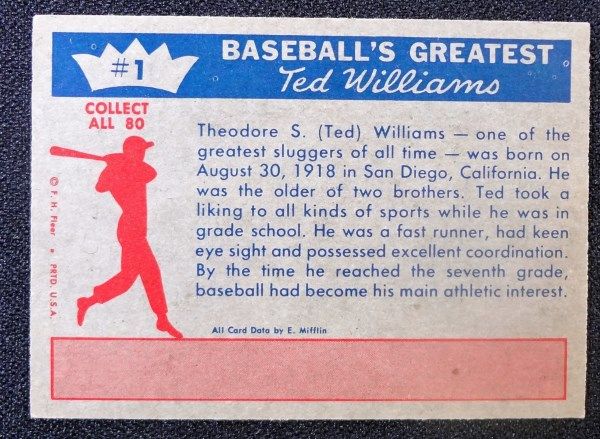 #1
BASEBALL'S GREATEST
Ted Williams
COLLECT
ALL 80
Theodore S. (Ted) Williams — one of the
greatest sluggers of all time — was born on
August 30, 1918 in San Diego, California. He
was the older of two brothers. Ted took a
liking to all kinds of sports while he was in
grade school. He was a fast runner, had keen
eye sight and possessed excellent coordination.
By the time he reached the seventh grade,
baseball had become his main athletic interest.
© F. H. Fleer • PRTD. U.S.A.
All Card Data by E. Mifflin